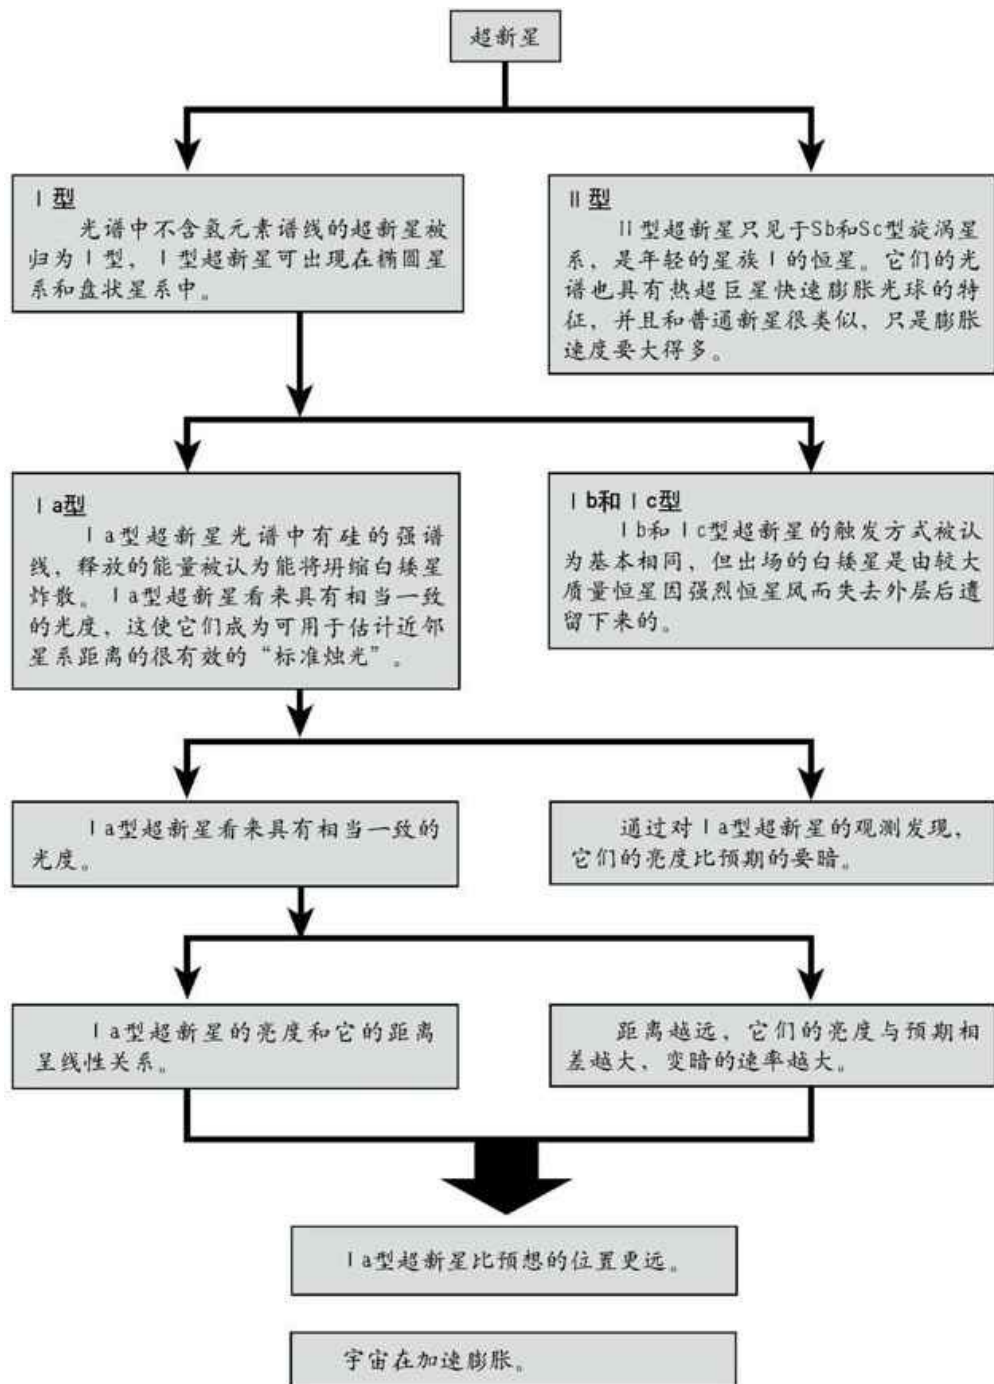 超新星
Ⅰ型
光谱中不含氢元素谱线的超新星被
归为Ⅰ型，Ⅰ型超新星可出现在椭圆星
系和盘状星系中。
Ⅱ型
Ⅱ型超新星只见于Sb和Sc型旋涡星
系，是年轻的星族Ⅰ的恒星。它们的光
谱也具有热超巨星快速膨胀光球的特
征，并且和普通新星很类似，只是膨胀
速度要大得多。
Ⅰa型
Ⅰa型超新星光谱中有硅的强谱
线，释放的能量被认为能将坍缩白矮星
炸散。Ⅰa型超新星看来具有相当一致
的光度，这使它们成为可用于估计近邻
星系距离的很有效的“标准烛光”。
Ⅰb和Ⅰc型
Ⅰb和Ⅰc型超新星的触发方式被认
为基本相同，但出场的白矮星是由较大
质量恒星因强烈恒星风而失去外层后遗
留下来的。
Ⅰa型超新星看来具有相当一致的
光度。
通过对Ⅰa型超新星的观测发现，
它们的亮度比预期的要暗。
Ⅰa型超新星的亮度和它的距离
呈线性关系。
距离越远，它们的亮度与预期相
差越大，变暗的速率越大。
Ⅰa型超新星比预想的位置更远。
宇宙在加速膨胀。